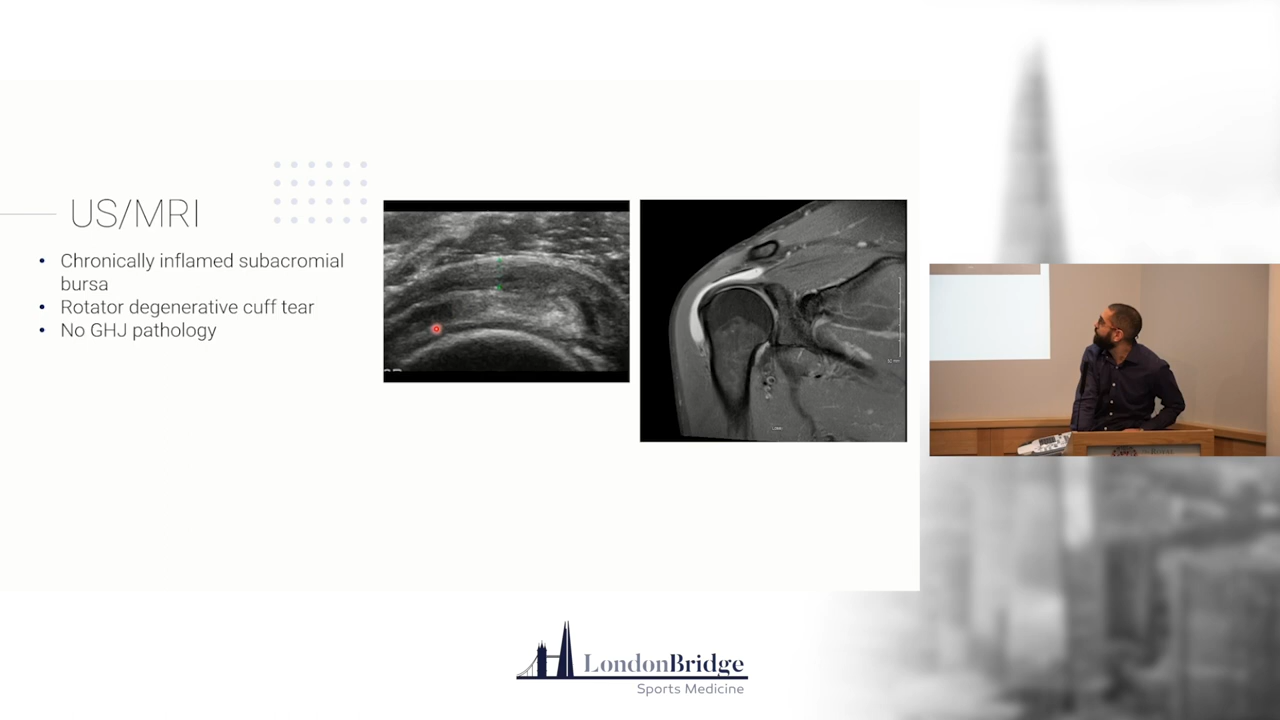 US/MRI
• Chronically inflamed subacromial
bursa
• Rotator degenerative cuff tear
• No GHJ pathology
LondonBridge
Sports Medicine